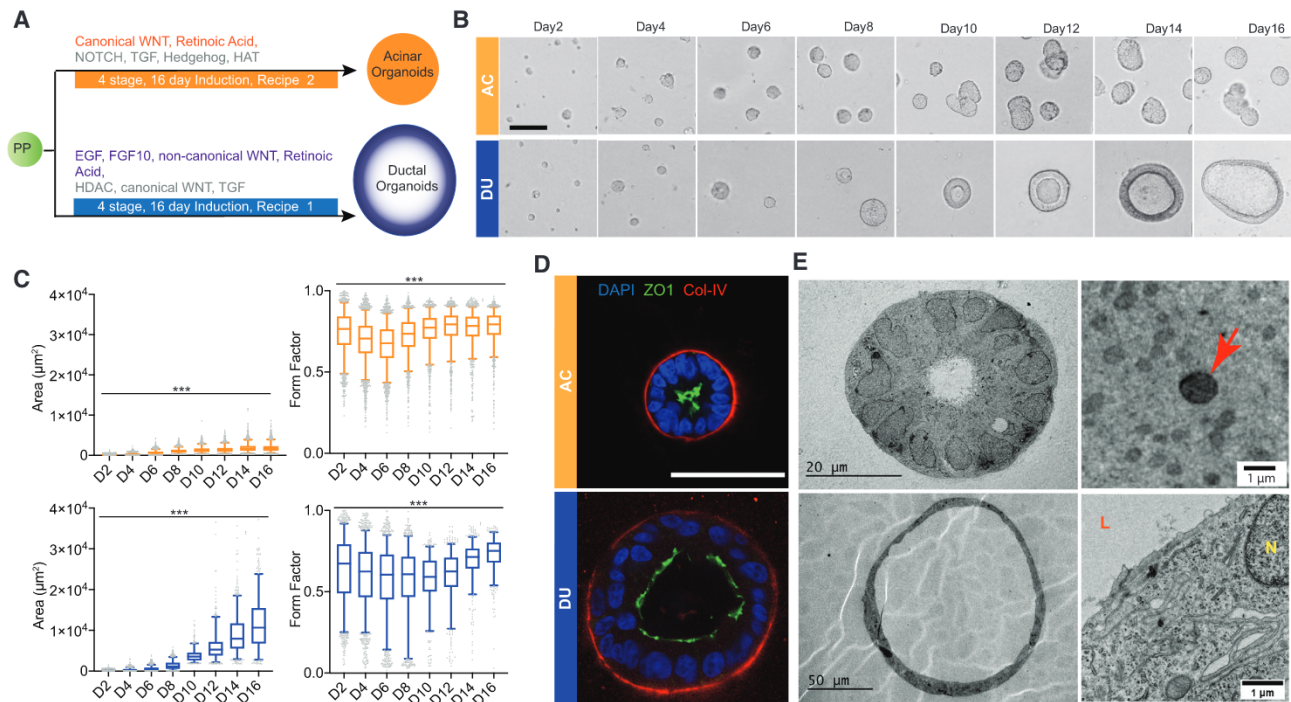 A
Canonical WNT, Retinoic Acid,
NOTCH, TGF, Hedgehog, HAT
4 stage, 16 day Induction, Recipe 2
Acinar
Organoids
PP
EGF, FGF10, non-canonical WNT, Retinoic
Acid,
HDAC, canonical WNT, TGF
4 stage, 16 day Induction, Recipe 1
Ductal
Organoids
B
Day2 Day4 Day6 Day8 Day10 Day12 Day14 Day16
AC
DU
C
Area (µm²)
4×10⁴
3×10⁴
2×10⁴
1×10⁴
0
***
D2 D4 D6 D8 D10 D12 D14 D16
Form Factor
1.0
0.5
0.0
***
D2 D4 D6 D8 D10 D12 D14 D16
Area (µm²)
4×10⁴
3×10⁴
2×10⁴
1×10⁴
0
***
D2 D4 D6 D8 D10 D12 D14 D16
Form Factor
1.0
0.5
0.0
***
D2 D4 D6 D8 D10 D12 D14 D16
D
DAPI ZO1 Col-IV
AC
DU
E
20 µm
1 µm
50 µm
L
N
1 µm